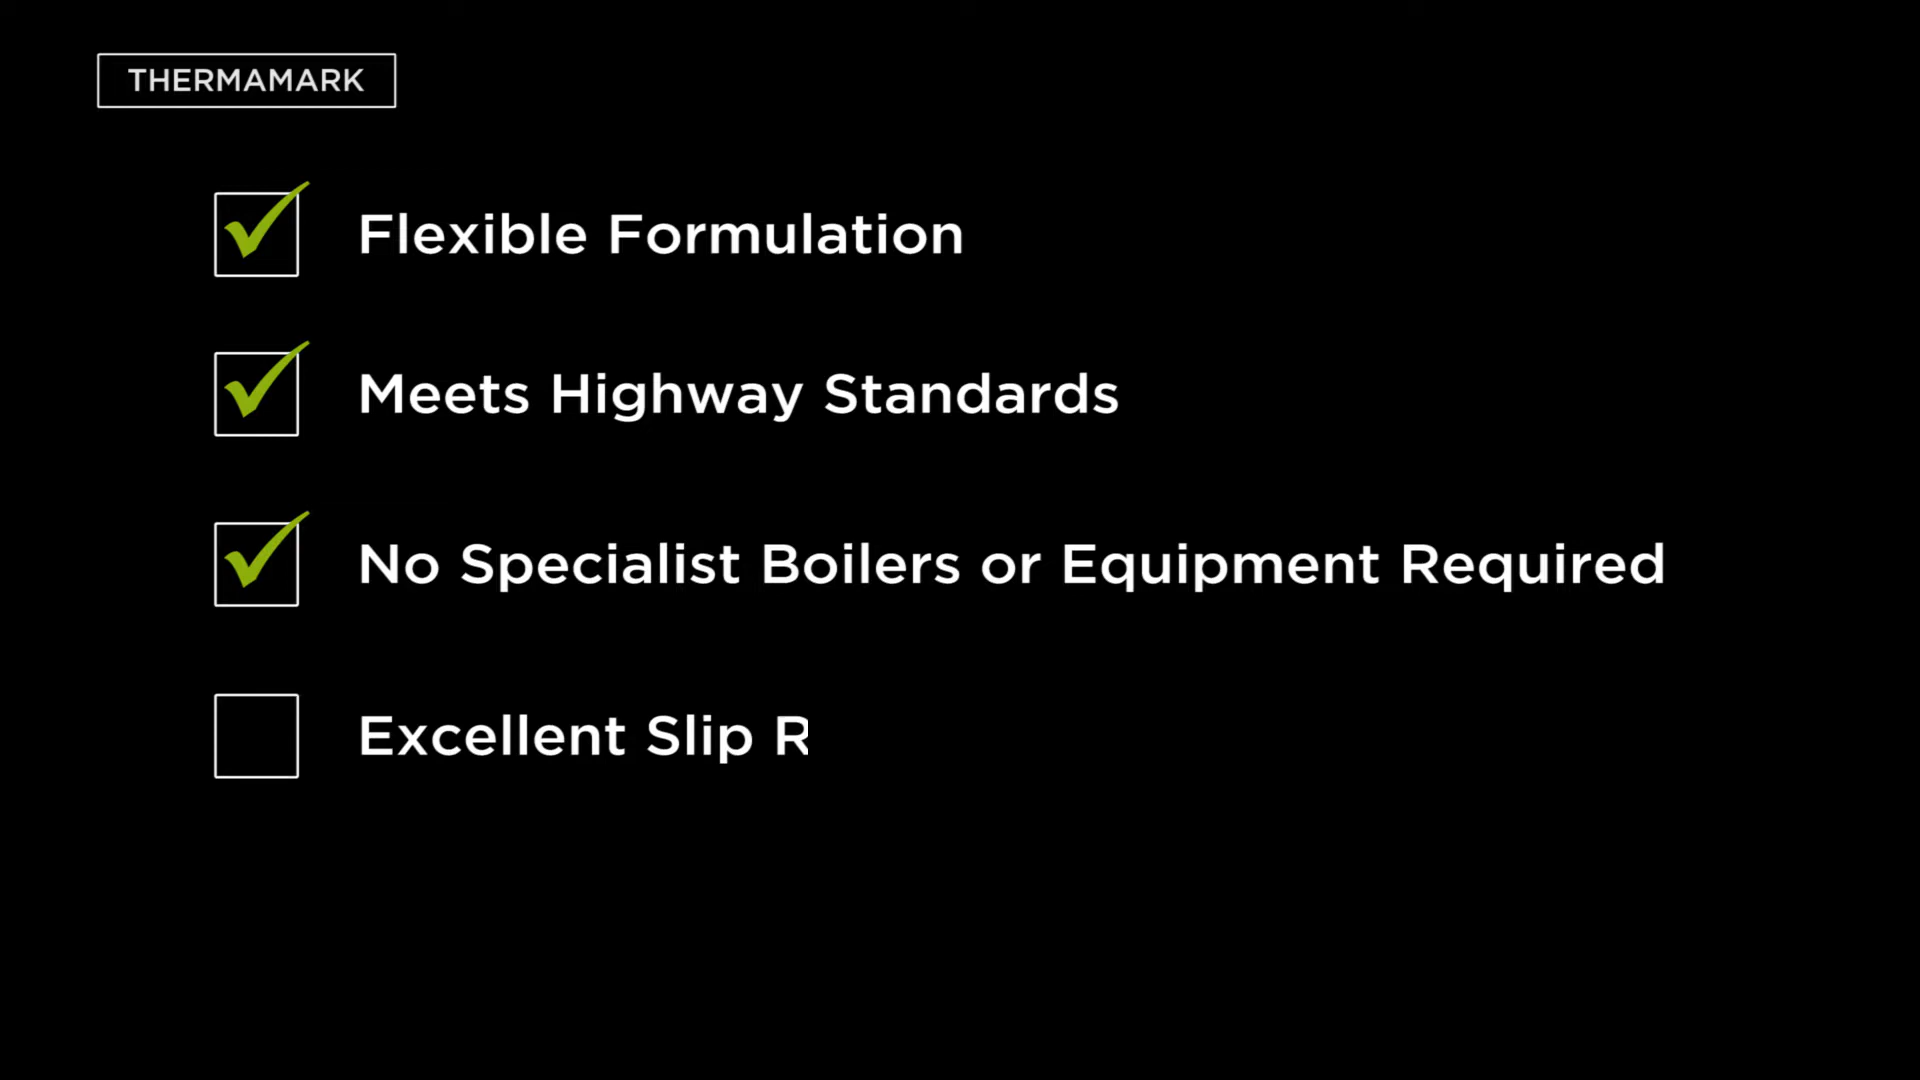 THERMAMARK
Flexible Formulation
Meets Highway Standards
No Specialist Boilers or Equipment Required
Excellent Slip R